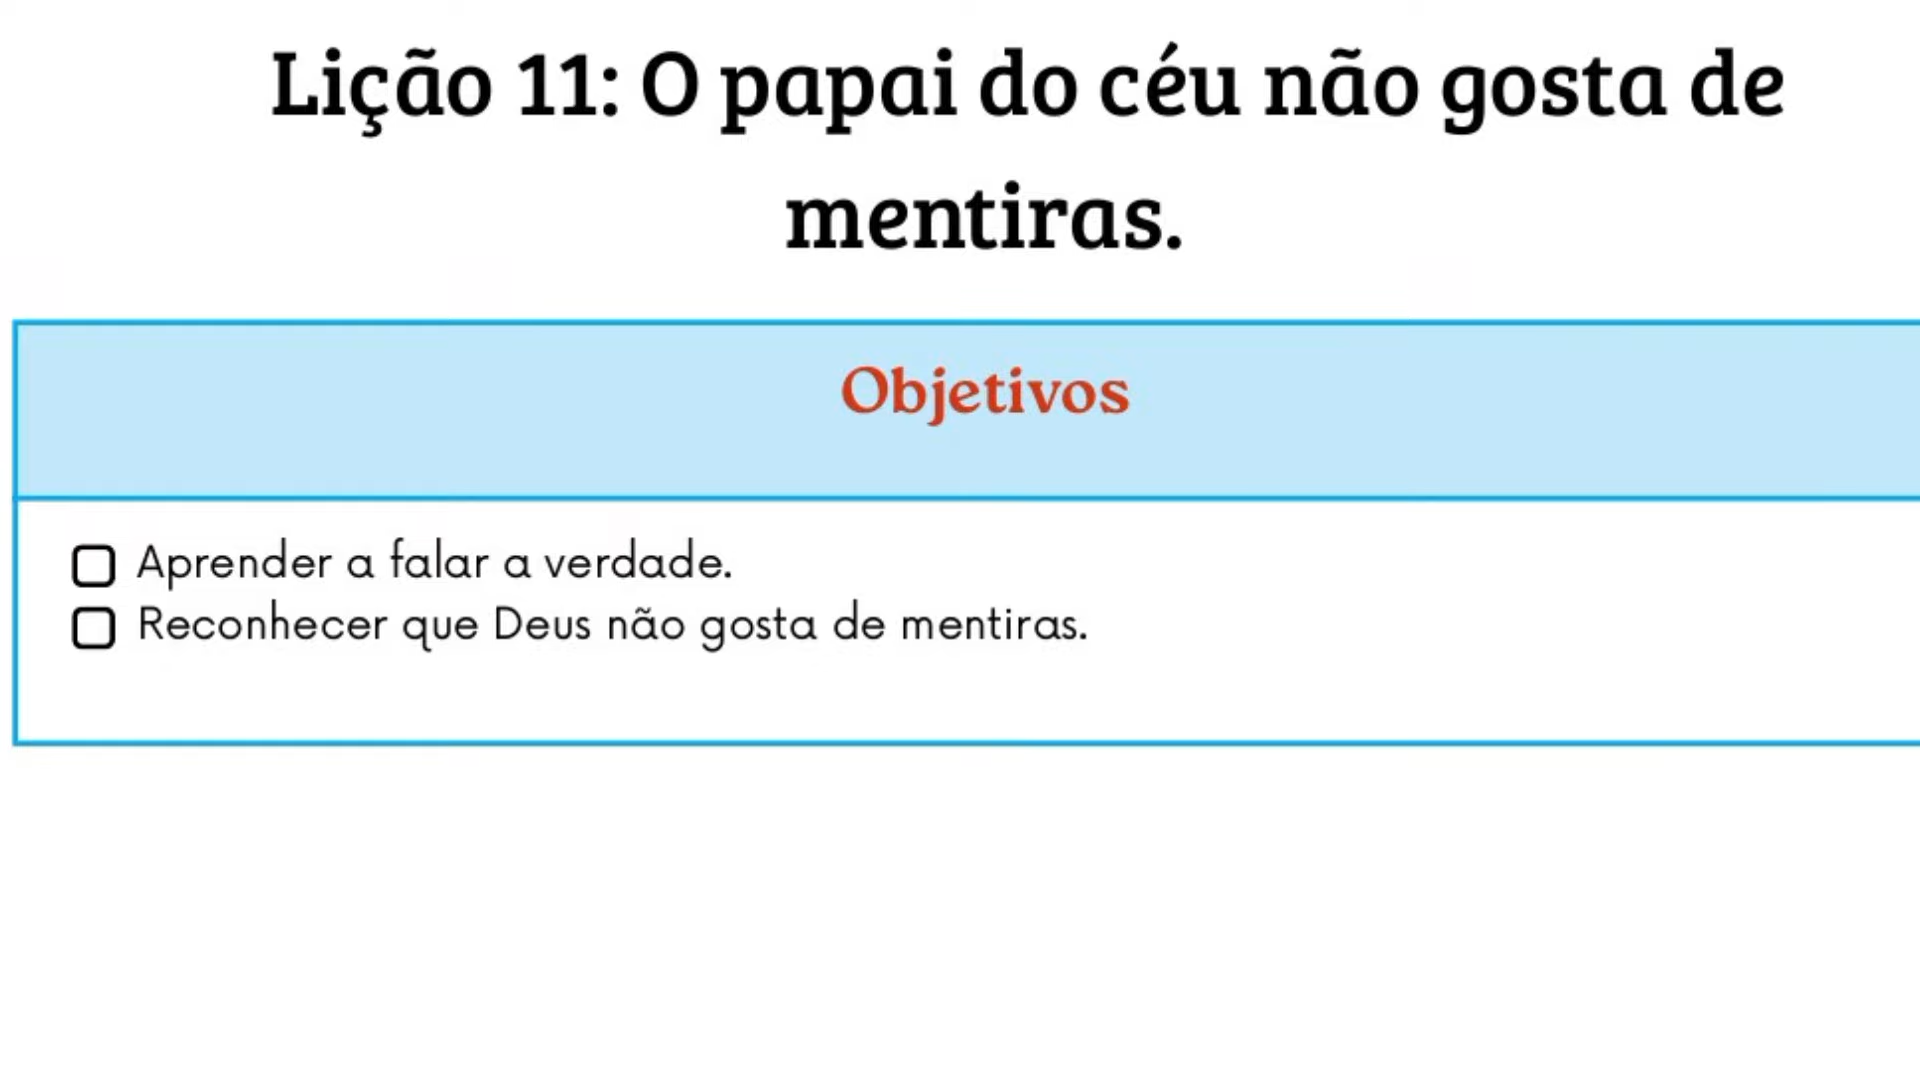 Lição 11: O papai do céu não gosta de
mentiras.
Objetivos
Aprender a falar a verdade.
Reconhecer que Deus não gosta de mentiras.